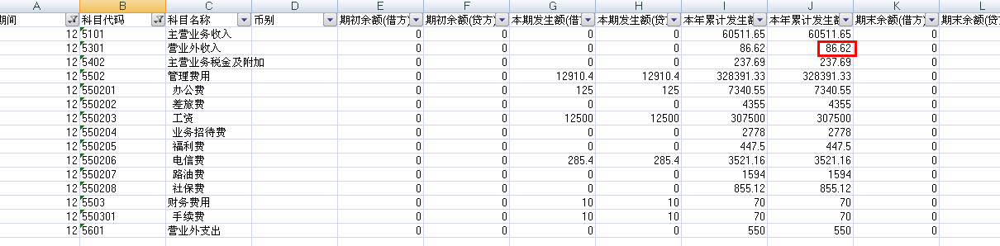 A B C D E F G H I J K L
期间 科目代码 科目名称 币别 期初余额(借方) 期初余额(贷方) 本期发生额(借 本期发生额(贷 本年累计发生额 本年累计发生额 期末余额(借方) 期末余额(贷
12 5101 主营业务收入 0 0 0 0 60511.65 60511.65 0
12 5301 营业外收入 0 0 0 0 86.62 86.62 0
12 5402 主营业务税金及附加 0 0 0 0 237.69 237.69 0
12 5502 管理费用 0 0 12910.4 12910.4 328391.33 328391.33 0
12 550201 办公费 0 0 125 125 7340.55 7340.55 0
12 550202 差旅费 0 0 0 0 4355 4355 0
12 550203 工资 0 0 12500 12500 307500 307500 0
12 550204 业务招待费 0 0 0 0 2778 2778 0
12 550205 福利费 0 0 0 0 447.5 447.5 0
12 550206 电信费 0 0 285.4 285.4 3521.16 3521.16 0
12 550207 路油费 0 0 0 0 1594 1594 0
12 550208 社保费 0 0 0 0 855.12 855.12 0
12 5503 财务费用 0 0 10 10 70 70 0
12 550301 手续费 0 0 10 10 70 70 0
12 5601 营业外支出 0 0 0 0 550 550 0